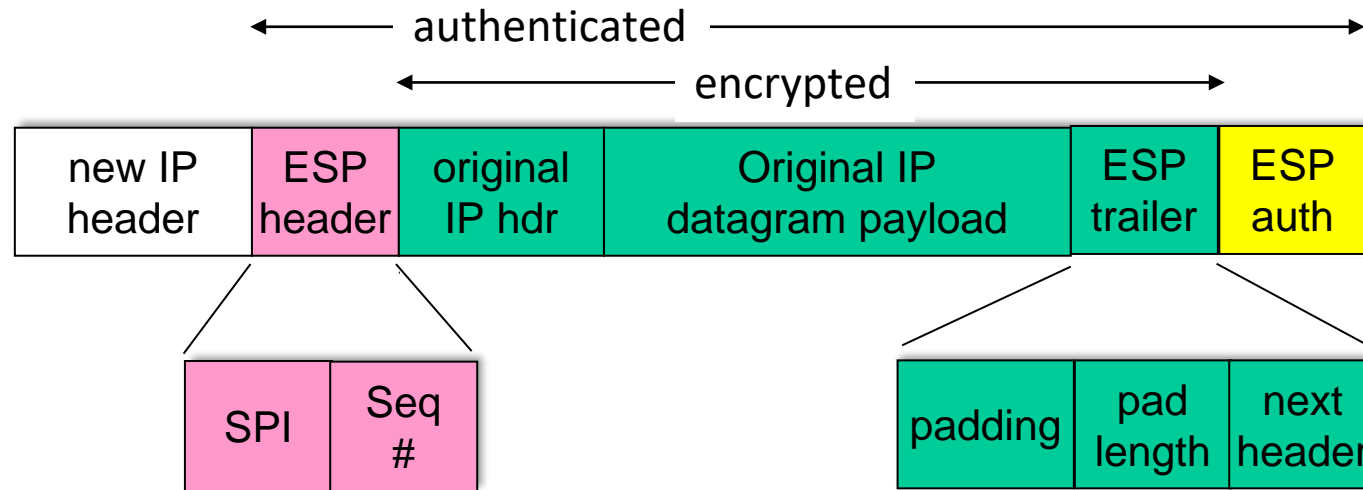 authenticated
encrypted
new IP
header
ESP
header
original
IP hdr
Original IP
datagram payload
ESP
trailer
ESP
auth
SPI
Seq
#
padding
pad
length
next
header